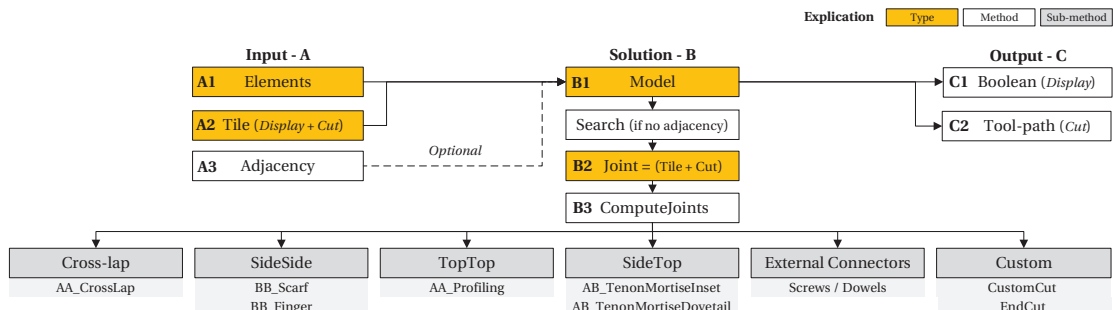 Explication Type Method Sub-method
Input - A Solution - B Output - C
A1 Elements B1 Model C1 Boolean (Display)
A2 Tile (Display + Cut) Search (if no adjacency) C2 Tool-path (Cut)
Optional
A3 Adjacency B2 Joint = (Tile + Cut)
B3 ComputeJoints
Cross-lap SideSide TopTop SideTop External Connectors Custom
AA_CrossLap BB_Scarf AA_Profiling AB_TenonMortiseInset Screws / Dowels CustomCut
BB_Finger AB_TenonMortiseDovetail EndCut